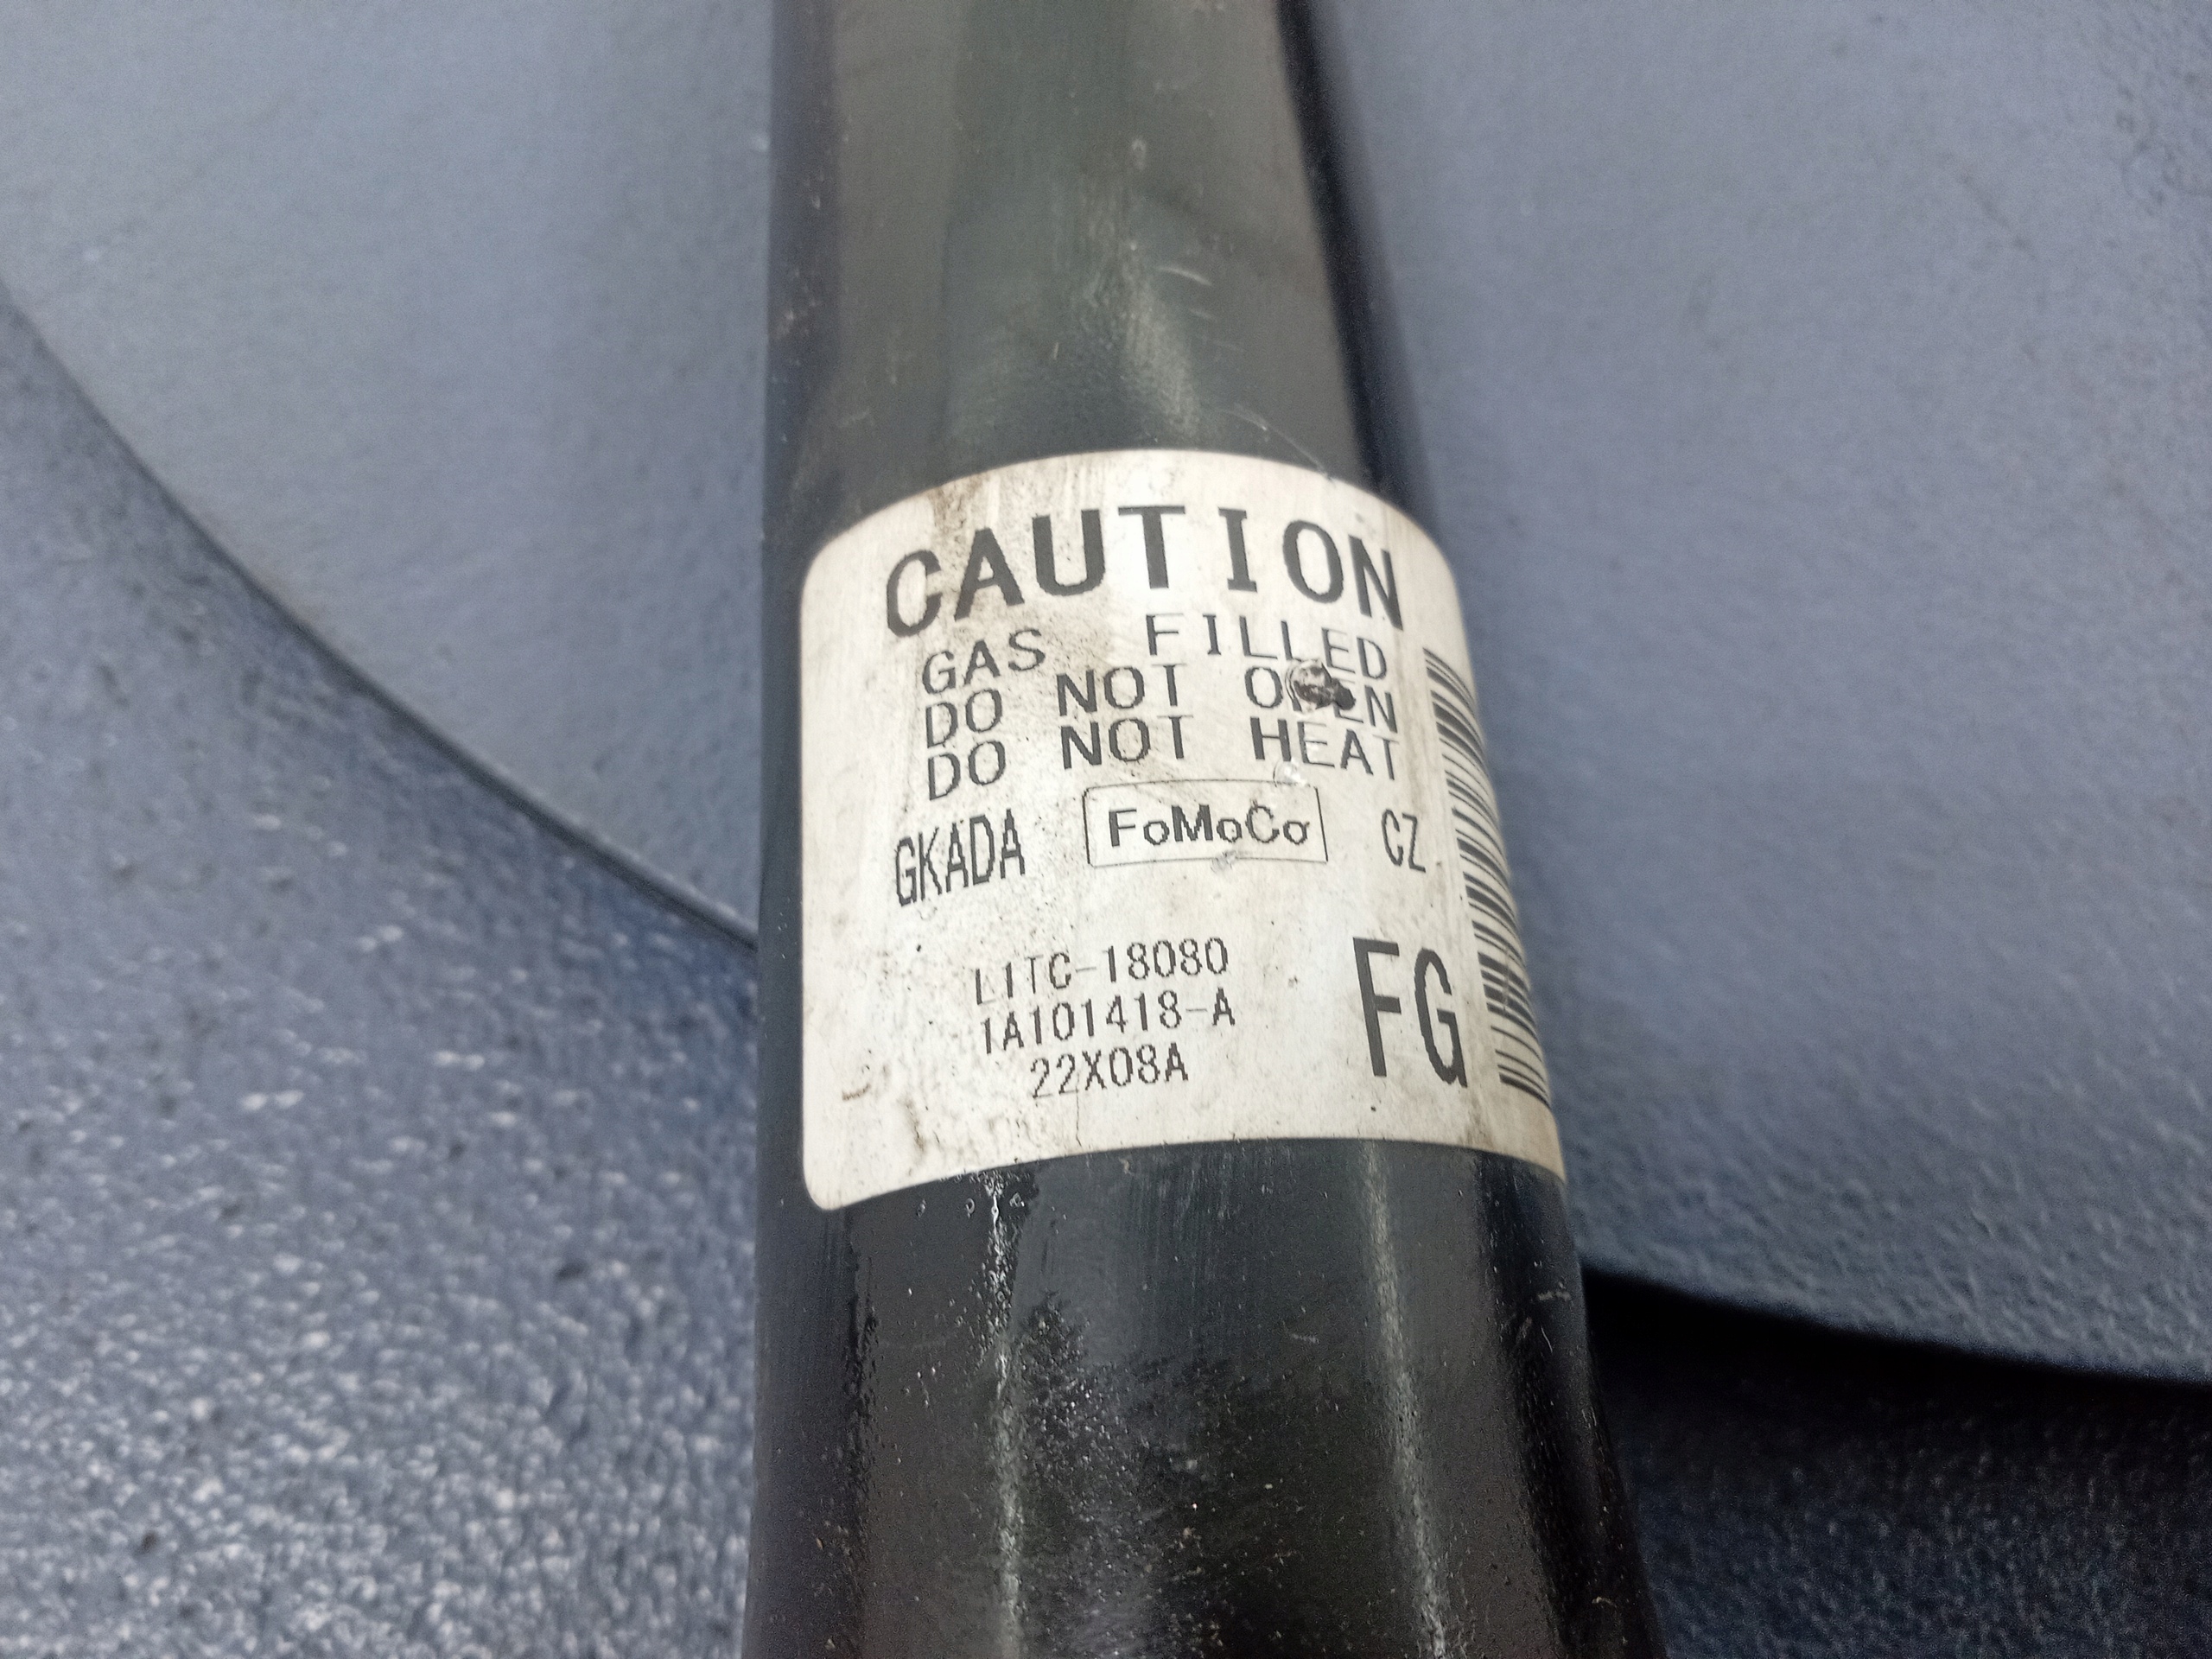 CAUTION
GAS FILLED
DO NOT OPEN
DO NOT HEAT
GKADA FoMoCo CZ
L1TC-18080
1A101418-A
22X08A
FG